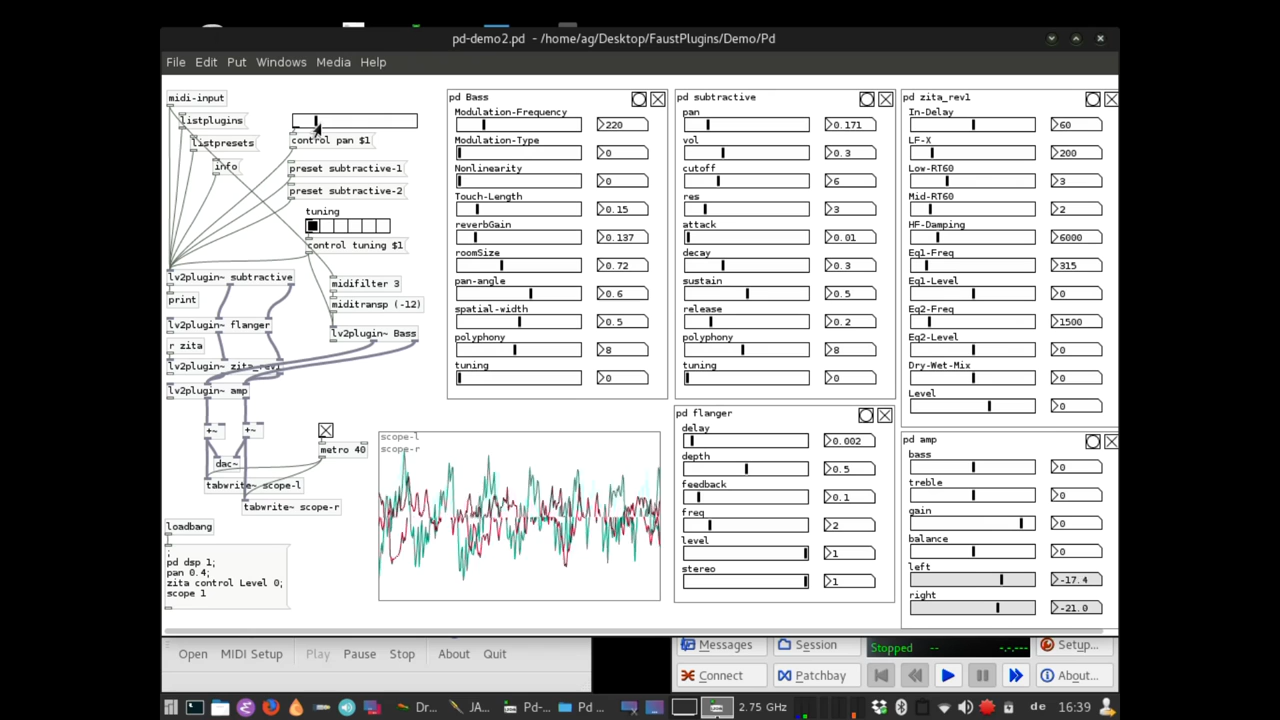 pd-demo2.pd - /home/ag/Desktop/FaustPlugins/Demo/Pd
File Edit Put Windows Media Help
midi-input
listplugins
listpresets
info
control pan $1
preset subtractive-1
preset subtractive-2
tuning
control tuning $1
lv2plugin~ subtractive
print
midifilter 3
miditransp (-12)
lv2plugin~ flanger
lv2plugin~ Bass
r zita
lv2plugin~ zita_rev1
lv2plugin~ amp
+~
+~
dac~
metro 40
tabwrite~ scope-l
tabwrite~ scope-r
loadbang
;
pd dsp 1;
pan 0.4;
zita control Level 0;
scope 1
scope-l
scope-r
pd Bass
Modulation-Frequency
220
Modulation-Type
0
Nonlinearity
0
Touch-Length
0.15
reverbGain
0.137
roomSize
0.72
pan-angle
0.6
spatial-width
0.5
polyphony
8
tuning
0
pd subtractive
pan
0.171
vol
0.3
cutoff
6
res
3
attack
0.01
decay
0.3
sustain
0.5
release
0.2
polyphony
8
tuning
0
pd flanger
delay
0.002
depth
0.5
feedback
0.1
freq
2
level
1
stereo
1
pd zita_rev1
In-Delay
60
LF-X
200
Low-RT60
3
Mid-RT60
2
HF-Damping
6000
Eq1-Freq
315
Eq1-Level
0
Eq2-Freq
1500
Eq2-Level
0
Dry-Wet-Mix
0
Level
0
pd amp
bass
0
treble
0
gain
0
balance
0
left
-17.4
right
-21.0
Open MIDI Setup Play Pause Stop About Quit
Messages Session Stopped -- -.-.-- Setup...
Connect Patchbay About...
Dr... JA... Pd-... Pd ... 2.75 GHz de 16:39